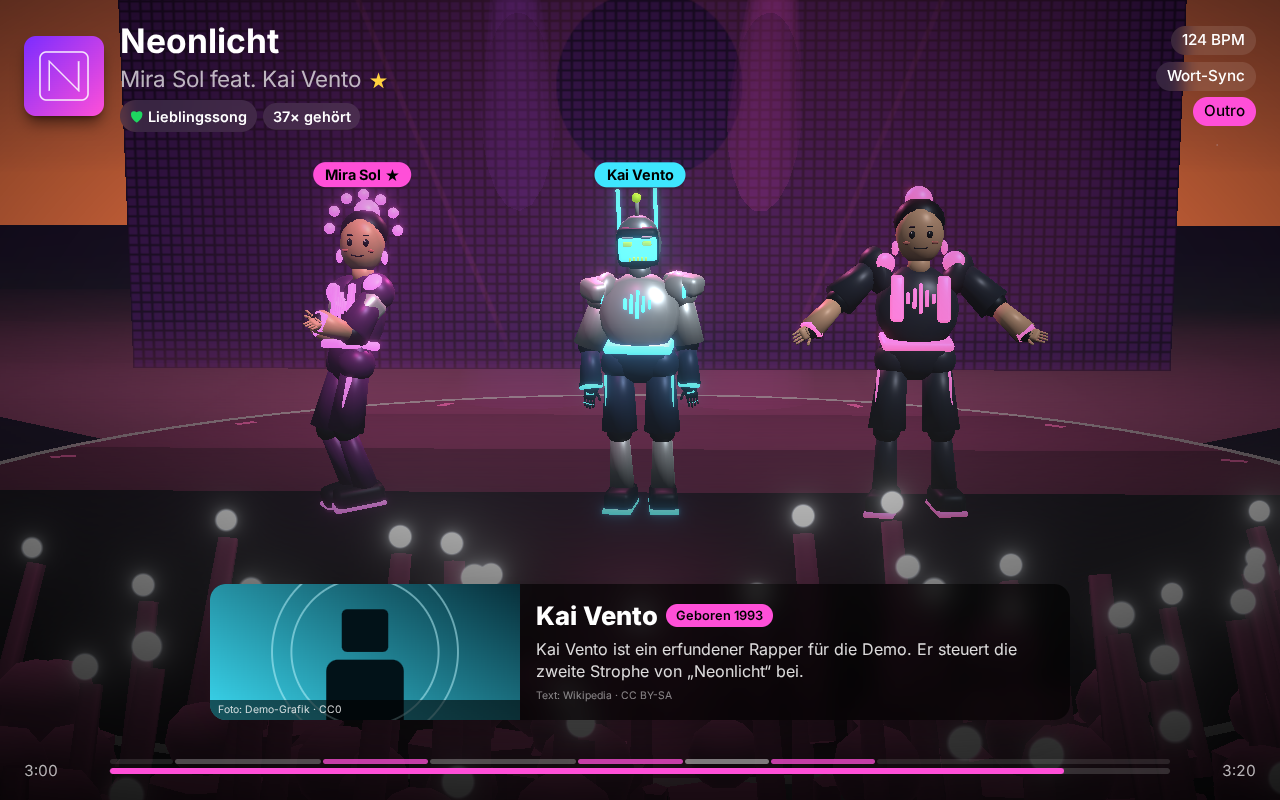 N
Neonlicht
Mira Sol feat. Kai Vento ★
Lieblingssong
37× gehört
124 BPM
Wort-Sync
Outro
Mira Sol ★
Kai Vento
Kai Vento
Geboren 1993
Kai Vento ist ein erfundener Rapper für die Demo. Er steuert die
zweite Strophe von „Neonlicht“ bei.
Text: Wikipedia · CC BY-SA
Foto: Demo-Grafik · CC0
3:00
3:20